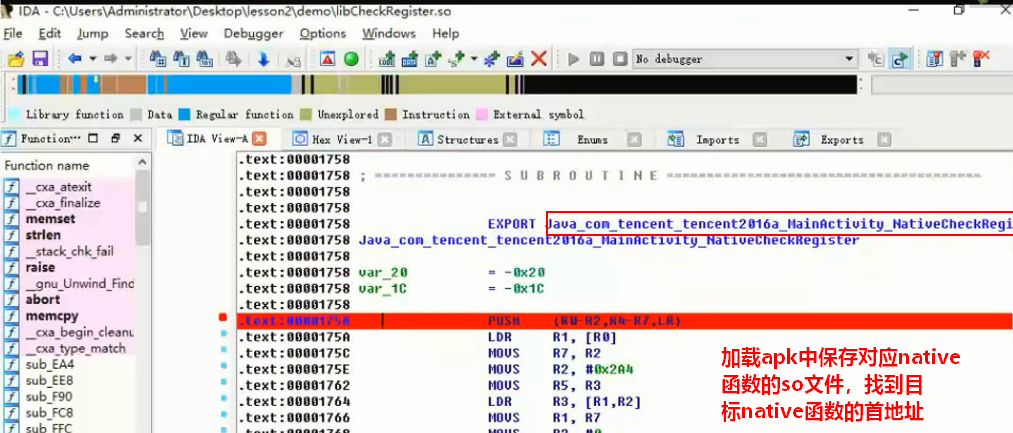 IDA - C:\Users\Administrator\Desktop\lesson2\demo\libCheckRegister.so
File Edit Jump Search View Debugger Options Windows Help
No debugger
Library function Data Regular function Unexplored Instruction External symbol
Function⋯ IDA View-A Hex View-1 Structures Enums Imports Exports
Function name
__cxa_atexit
__cxa_finalize
memset
strlen
__stack_chk_fail
raise
__gnu_Unwind_Find
abort
memcpy
__cxa_begin_cleanu
__cxa_type_match
sub_EA4
sub_EE8
sub_F90
sub_FC8
sub_FFC
.text:00001758
.text:00001758 ; =============== S U B R O U T I N E =======================================
.text:00001758
.text:00001758
.text:00001758 EXPORT Java_com_tencent_tencent2016a_MainActivity_NativeCheckRegi
.text:00001758 Java_com_tencent_tencent2016a_MainActivity_NativeCheckRegister
.text:00001758
.text:00001758 var_20 = -0x20
.text:00001758 var_1C = -0x1C
.text:00001758
.text:00001758 PUSH {R0-R2,R4-R7,LR}
.text:0000175A LDR R1, [R0]
.text:0000175C MOVS R7, R2
.text:0000175E MOVS R2, #0x2A4
.text:00001762 MOVS R5, R3
.text:00001764 LDR R3, [R1,R2]
.text:00001766 MOVS R1, R7
.text:00001768 MOVS R2, #0
加载apk中保存对应native
函数的so文件，找到目
标native函数的首地址